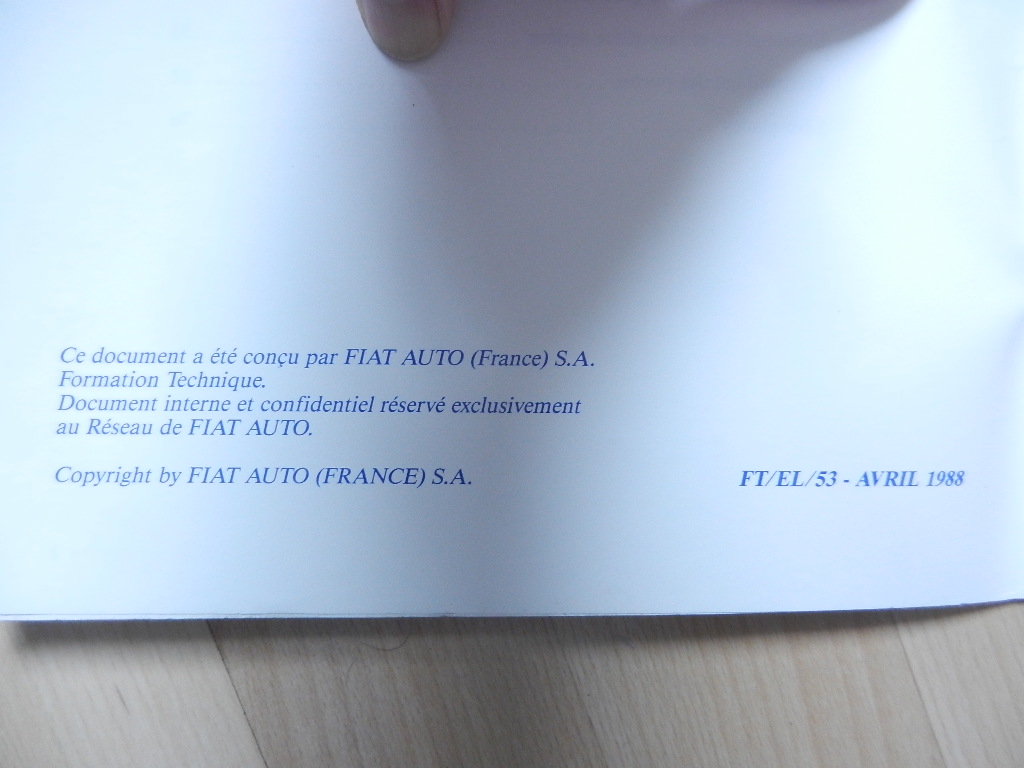 Ce document a été conçu par FIAT AUTO (France) S.A.
Formation Technique.
Document interne et confidentiel réservé exclusivement
au Réseau de FIAT AUTO.
Copyright by FIAT AUTO (FRANCE) S.A.
FT/EL/53 - AVRIL 1988